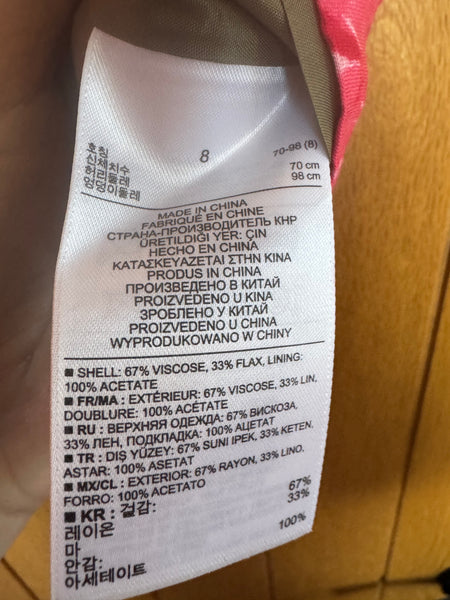 호칭 8 70-98 (8)
신체치수
허리둘레 70 cm
엉덩이둘레 98 cm
MADE IN CHINA
FABRIQUÉ EN CHINE
СТРАНА-ПРОИЗВОДИТЕЛЬ КНР
ÜRETILDIĞI YER: ÇIN
HECHO EN CHINA
ΚΑΤΑΣΚΕΥΑΖΕΤΑΙ ΣΤΗΝ ΚΙΝΑ
PRODUS IN CHINA
ПРОИЗВЕДЕНО В КИТАЙ
PROIZVEDENO U KINA
ЗРОБЛЕНО У КИТАЙ
PROIZVEDENO U CHINA
WYPRODUKOWANO W CHINY
■ SHELL: 67% VISCOSE, 33% FLAX, LINING:
100% ACETATE
■ FR/MA : EXTÉRIEUR: 67% VISCOSE, 33% LIN.
DOUBLURE: 100% ACÉTATE
■ RU : ВЕРХНЯЯ ОДЕЖДА: 67% ВИСКОЗА,
33% ЛЕН, ПОДКЛАДКА: 100% АЦЕТАТ
■ TR : DIŞ YÜZEY: 67% SUNI IPEK, 33% KETEN,
ASTAR: 100% ASETAT
■ MX/CL : EXTERIOR: 67% RAYON, 33% LINO.
FORRO: 100% ACETATO
■ KR : 겉감:
레이온 67%
마 33%
안감:
아세테이트 100%